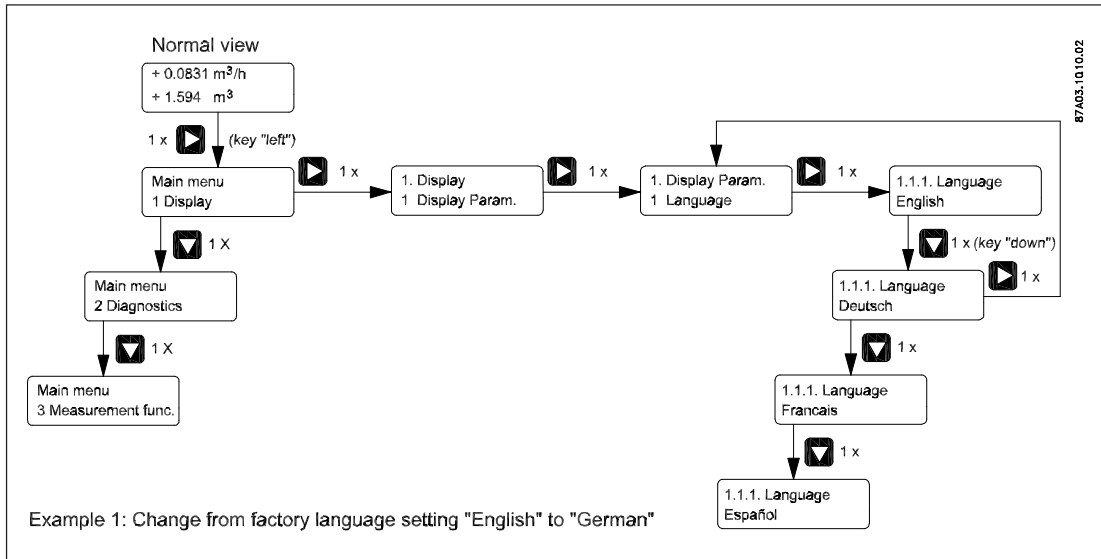 Normal view
+ 0.0831 m³/h
+ 1.594 m³
1 x (key "left")
Main menu
1 Display
1 x
1. Display
1 Display Param.
1 x
1. Display Param.
1 Language
1 x
1.1.1. Language
English
1 X
1 x (key "down")
Main menu
2 Diagnostics
1.1.1. Language
Deutsch
1 x
1 X
1 x
Main menu
3 Measurement func.
1.1.1. Language
Francais
1 x
1.1.1. Language
Español
Example 1: Change from factory language setting "English" to "German"
87A03.10.10.02